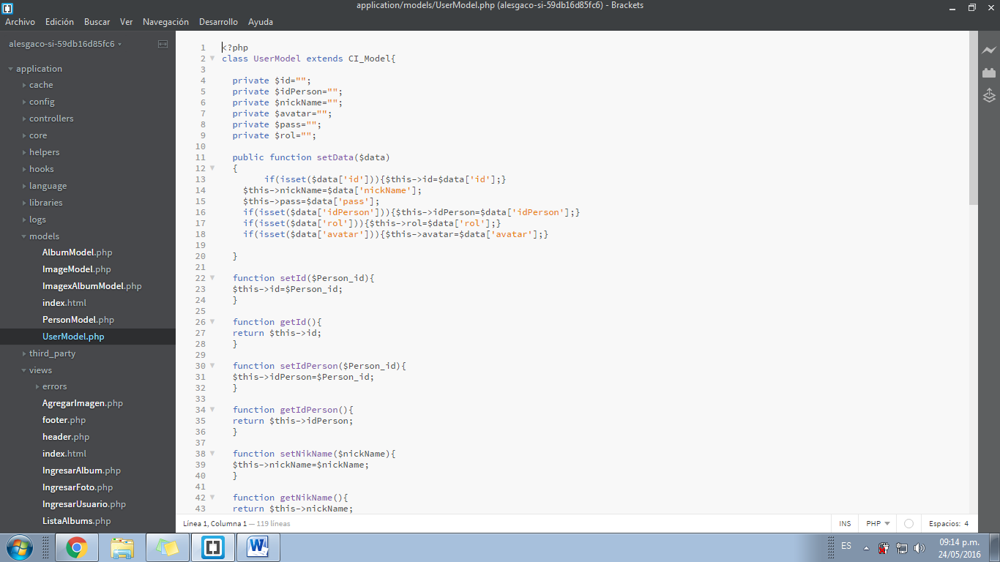 application/models/UserModel.php (alesgaco-si-59db16d85fc6) - Brackets
Archivo Edición Buscar Ver Navegación Desarrollo Ayuda
alesgaco-si-59db16d85fc6
application
cache
config
controllers
core
helpers
hooks
language
libraries
logs
models
AlbumModel.php
ImageModel.php
ImagexAlbumModel.php
index.html
PersonModel.php
UserModel.php
third_party
views
errors
AgregarImagen.php
footer.php
header.php
index.html
IngresarAlbum.php
IngresarFoto.php
IngresarUsuario.php
ListaAlbums.php
1 <?php
2 class UserModel extends CI_Model{
3
4 private $id="";
5 private $idPerson="";
6 private $nickName="";
7 private $avatar="";
8 private $pass="";
9 private $rol="";
10
11 public function setData($data)
12 {
13 if(isset($data['id'])){$this->id=$data['id'];}
14 $this->nickName=$data['nickName'];
15 $this->pass=$data['pass'];
16 if(isset($data['idPerson'])){$this->idPerson=$data['idPerson'];}
17 if(isset($data['rol'])){$this->rol=$data['rol'];}
18 if(isset($data['avatar'])){$this->avatar=$data['avatar'];}
19
20 }
21
22 function setId($Person_id){
23 $this->id=$Person_id;
24 }
25
26 function getId(){
27 return $this->id;
28 }
29
30 function setIdPerson($Person_id){
31 $this->idPerson=$Person_id;
32 }
33
34 function getIdPerson(){
35 return $this->idPerson;
36 }
37
38 function setNikName($nickName){
39 $this->nickName=$nickName;
40 }
41
42 function getNikName(){
43 return $this->nickName;
Línea 1, Columna 1 — 119 líneas
INS PHP Espacios: 4
ES
09:14 p.m.
24/05/2016